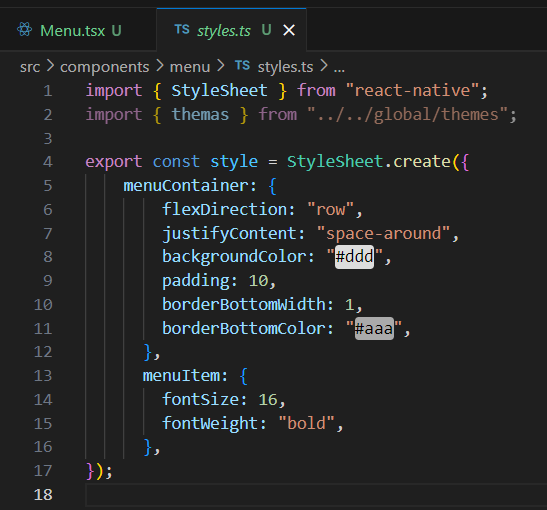 Menu.tsx U
TS styles.ts U ×
src > components > menu > TS styles.ts > ...
1 import { StyleSheet } from "react-native";
2 import { themas } from "../../global/themes";
3
4 export const style = StyleSheet.create({
5 menuContainer: {
6 flexDirection: "row",
7 justifyContent: "space-around",
8 backgroundColor: "#ddd",
9 padding: 10,
10 borderBottomWidth: 1,
11 borderBottomColor: "#aaa",
12 },
13 menuItem: {
14 fontSize: 16,
15 fontWeight: "bold",
16 },
17 });
18